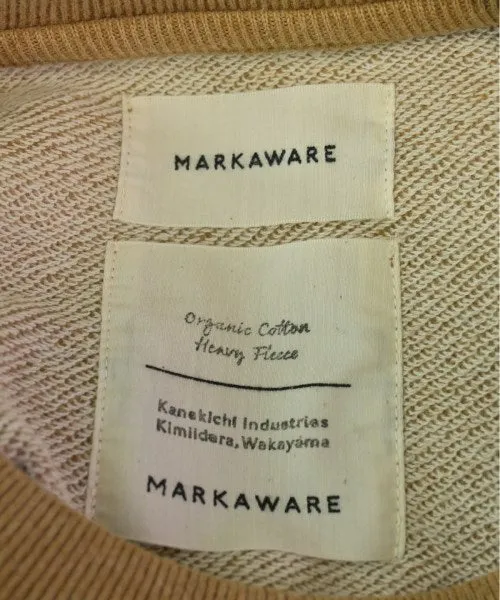 MARKAWARE
Organic Cotton
Heavy Fleece
Kanekichi Industries
Kimiidera, Wakayama
MARKAWARE